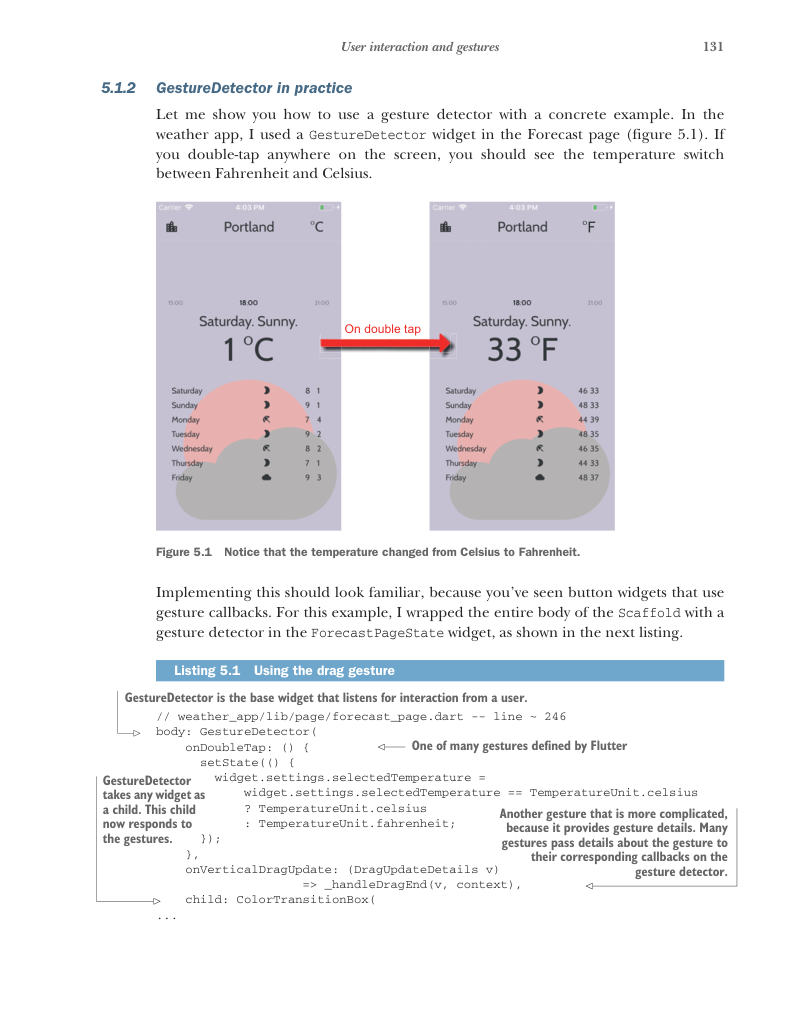 User interaction and gestures 131
5.1.2 GestureDetector in practice
Let me show you how to use a gesture detector with a concrete example. In the
weather app, I used a GestureDetector widget in the Forecast page (figure 5.1). If
you double-tap anywhere on the screen, you should see the temperature switch
between Fahrenheit and Celsius.
Carrier 4:03 PM
Portland °C
15:00 18:00 21:00
Saturday. Sunny.
1 °C
Saturday 8 1
Sunday 9 1
Monday 7 4
Tuesday 9 2
Wednesday 8 2
Thursday 7 1
Friday 9 3
On double tap
Carrier 4:03 PM
Portland °F
15:00 18:00 21:00
Saturday. Sunny.
33 °F
Saturday 46 33
Sunday 48 33
Monday 44 39
Tuesday 48 35
Wednesday 46 35
Thursday 44 33
Friday 48 37
Figure 5.1 Notice that the temperature changed from Celsius to Fahrenheit.
Implementing this should look familiar, because you've seen button widgets that use
gesture callbacks. For this example, I wrapped the entire body of the Scaffold with a
gesture detector in the ForecastPageState widget, as shown in the next listing.
Listing 5.1 Using the drag gesture
GestureDetector is the base widget that listens for interaction from a user.
// weather_app/lib/page/forecast_page.dart -- line ~ 246
body: GestureDetector(
onDoubleTap: () {
One of many gestures defined by Flutter
setState(() {
widget.settings.selectedTemperature =
widget.settings.selectedTemperature == TemperatureUnit.celsius
? TemperatureUnit.celsius
: TemperatureUnit.fahrenheit;
});
},
onVerticalDragUpdate: (DragUpdateDetails v)
=> _handleDragEnd(v, context),
child: ColorTransitionBox(
...
GestureDetector
takes any widget as
a child. This child
now responds to
the gestures.
Another gesture that is more complicated,
because it provides gesture details. Many
gestures pass details about the gesture to
their corresponding callbacks on the
gesture detector.